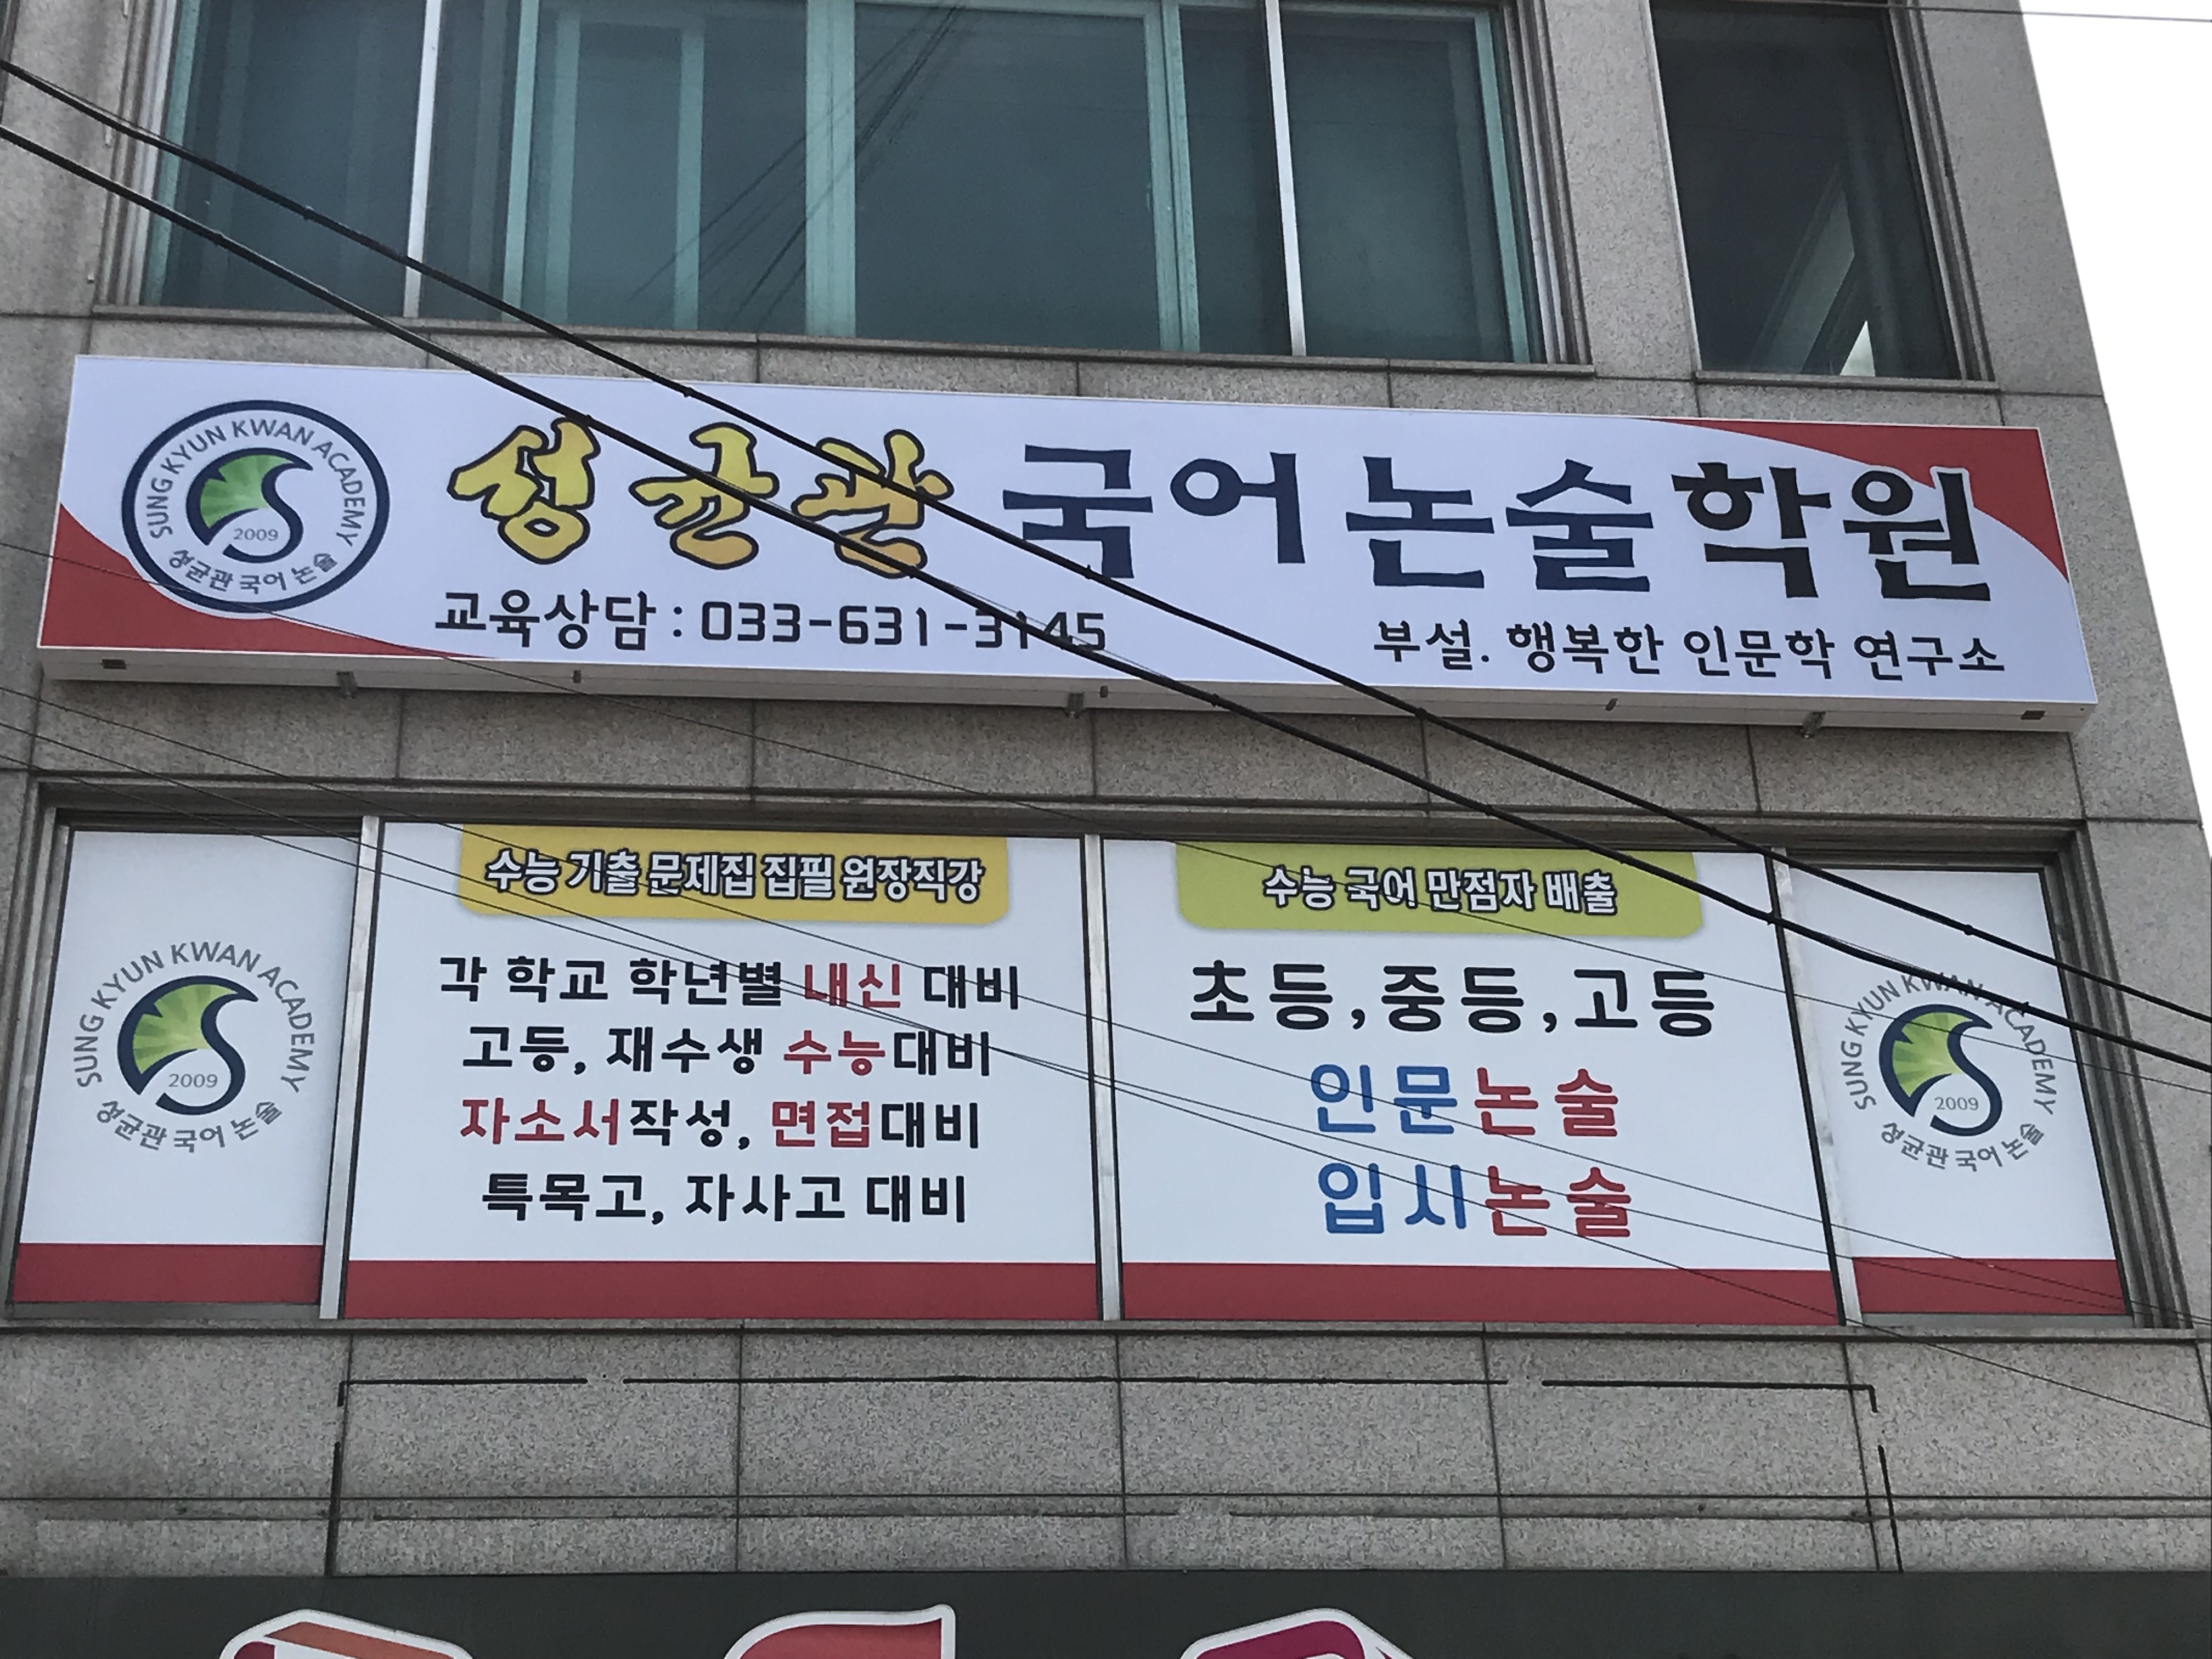 SUNG KYUN KWAN ACADEMY
2009
성균관 국어 논술
성균관 국어 논술학원
교육상담 : 033-631-3145
부설. 행복한 인문학 연구소
SUNG KYUN KWAN ACADEMY
2009
성균관 국어 논술
수능 기출 문제집 집필 원장직강
각 학교 학년별 내신 대비
고등, 재수생 수능대비
자소서작성, 면접대비
특목고, 자사고 대비
수능 국어 만점자 배출
초등,중등,고등
인문논술
입시논술
SUNG KYUN KWAN ACADEMY
2009
성균관 국어 논술